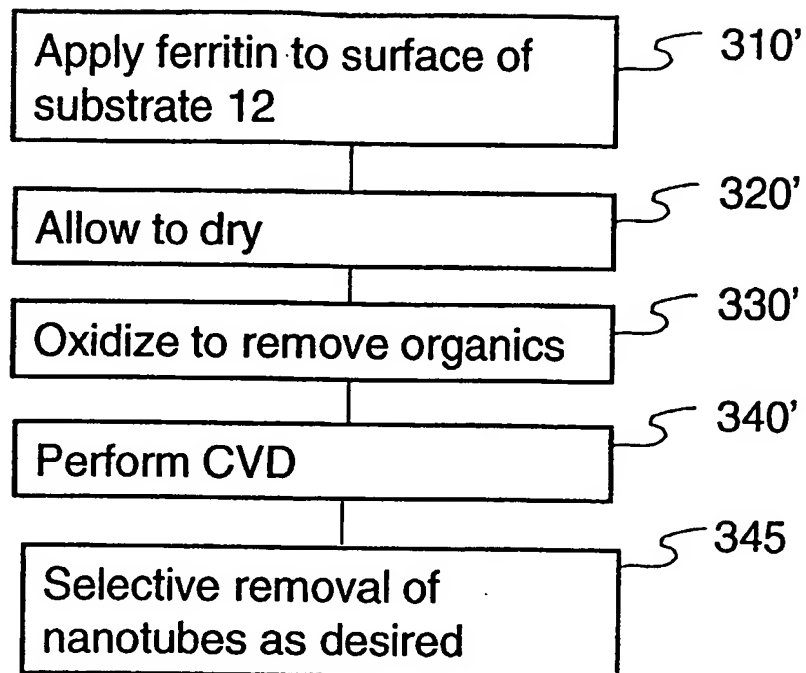 Apply ferritin to surface of
substrate 12
310'
Allow to dry
320'
Oxidize to remove organics
330'
Perform CVD
340'
Selective removal of
nanotubes as desired
345